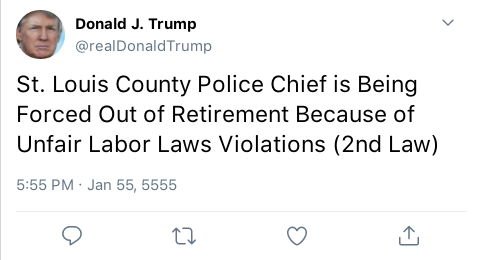 Donald J. Trump
@realDonaldTrump
St. Louis County Police Chief is Being
Forced Out of Retirement Because of
Unfair Labor Laws Violations (2nd Law)
5:55 PM · Jan 55, 5555